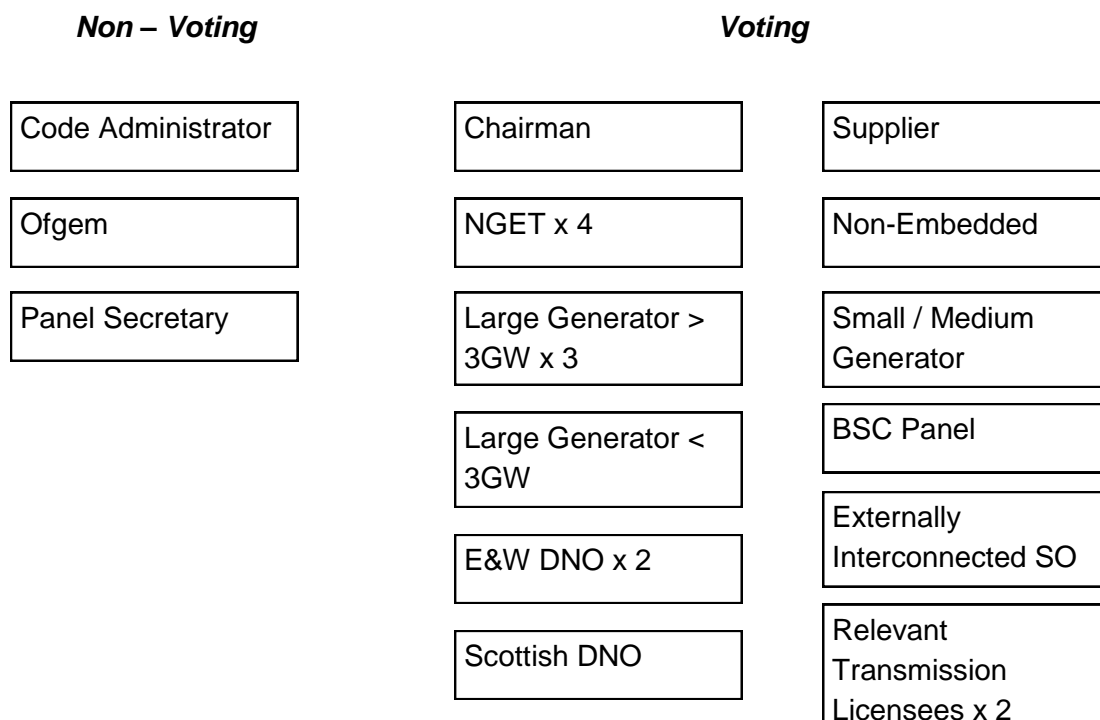 Non – Voting
Voting
Code Administrator
Ofgem
Panel Secretary
Chairman
NGET x 4
Large Generator >
3GW x 3
Large Generator <
3GW
E&W DNO x 2
Scottish DNO
Supplier
Non-Embedded
Small / Medium
Generator
BSC Panel
Externally
Interconnected SO
Relevant
Transmission
Licensees x 2